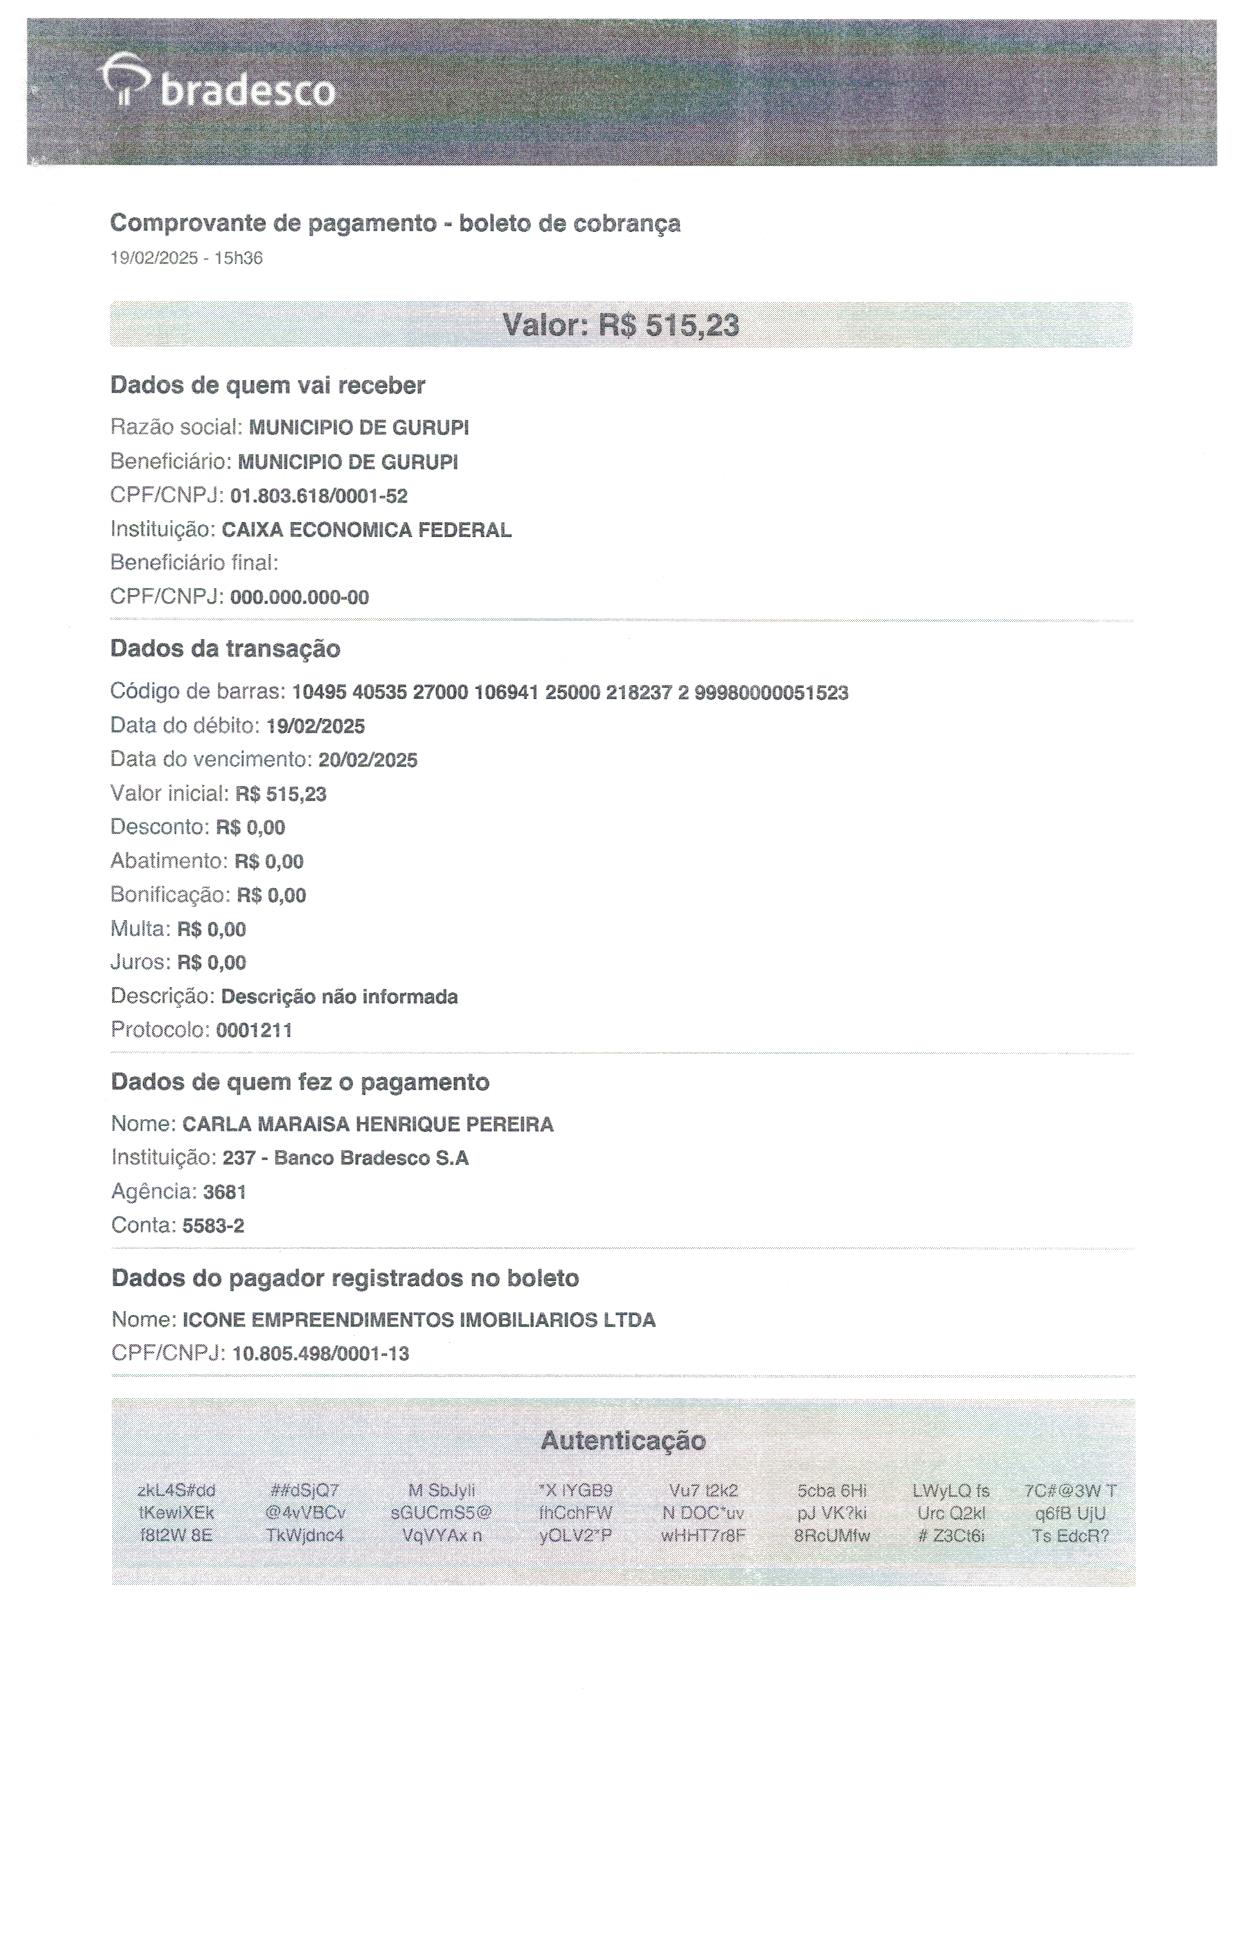 bradesco
Comprovante de pagamento - boleto de cobrança
19/02/2025 - 15h36
Valor: R$ 515,23
Dados de quem vai receber
Razão social: MUNICIPIO DE GURUPI
Beneficiário: MUNICIPIO DE GURUPI
CPF/CNPJ: 01.803.618/0001-52
Instituição: CAIXA ECONOMICA FEDERAL
Beneficiário final:
CPF/CNPJ: 000.000.000-00
Dados da transação
Código de barras: 10495 40535 27000 106941 25000 218237 2 99980000051523
Data do débito: 19/02/2025
Data do vencimento: 20/02/2025
Valor inicial: R$ 515,23
Desconto: R$ 0,00
Abatimento: R$ 0,00
Bonificação: R$ 0,00
Multa: R$ 0,00
Juros: R$ 0,00
Descrição: Descrição não informada
Protocolo: 0001211
Dados de quem fez o pagamento
Nome: CARLA MARAISA HENRIQUE PEREIRA
Instituição: 237 - Banco Bradesco S.A
Agência: 3681
Conta: 5583-2
Dados do pagador registrados no boleto
Nome: ICONE EMPREENDIMENTOS IMOBILIARIOS LTDA
CPF/CNPJ: 10.805.498/0001-13
Autenticação
zkL4S#dd ##dSjQ7 M SbJyli *X iYGB9 Vu7 t2k2 5cba 6Hi LWyLQ fs 7C#@3W T
tKewiXEk @4vVBCv sGUCmS5@ fhCchFW N DOC*uv pJ VK?ki Urc Q2kl q6fB UjU
f8t2W 8E TkWjdnc4 VqVYAx n yOLV2*P wHHT7r8F 8RcUMfw # Z3Ct6i Ts EdcR?